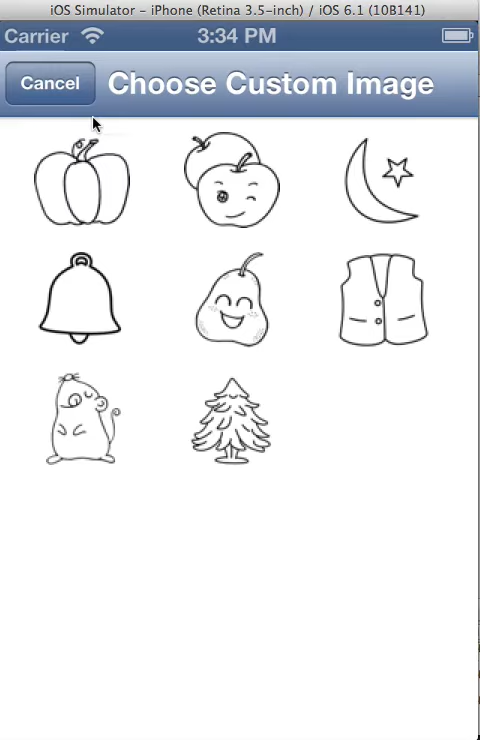 iOS Simulator – iPhone (Retina 3.5-inch) / iOS 6.1 (10B141)
Carrier 3:34 PM
Cancel Choose Custom Image